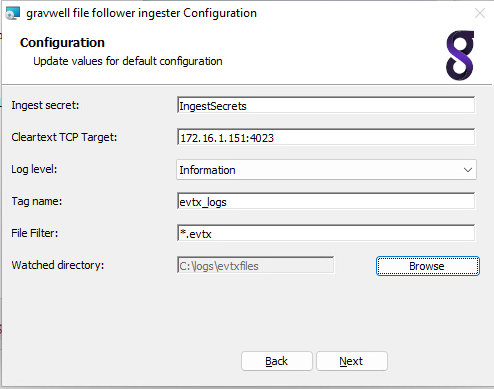 gravwell file follower ingester Configuration
Configuration
Update values for default configuration
Ingest secret: IngestSecrets
Cleartext TCP Target: 172.16.1.151:4023
Log level: Information
Tag name: evtx_logs
File Filter: *.evtx
Watched directory: C:\logs\evtxfiles Browse
Back Next